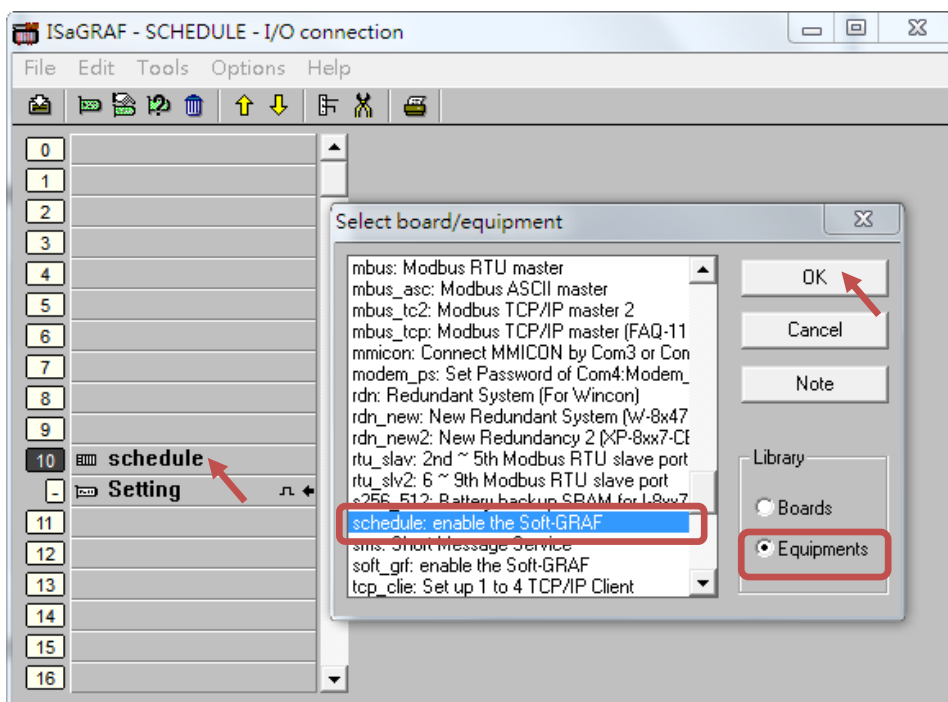 ISaGRAF - SCHEDULE - I/O connection
File Edit Tools Options Help
0
1
2
3
4
5
6
7
8
9
10 schedule
- Setting
11
12
13
14
15
16
Select board/equipment
mbus: Modbus RTU master
mbus_asc: Modbus ASCII master
mbus_tc2: Modbus TCP/IP master 2
mbus_tcp: Modbus TCP/IP master (FAQ-11
mmicon: Connect MMICON by Com3 or Con
modem_ps: Set Password of Com4:Modem_
rdn: Redundant System (For Wincon)
rdn_new: New Redundant System (W-8x47
rdn_new2: New Redundancy 2 (XP-8xx7-CE
rtu_slav: 2nd ~ 5th Modbus RTU slave port
rtu_slv2: 6 ~ 9th Modbus RTU slave port
s256_512: Battery backup SRAM for I-8xx7
schedule: enable the Soft-GRAF
sms: Short Message Service
soft_grf: enable the Soft-GRAF
tcp_clie: Set up 1 to 4 TCP/IP Client
OK
Cancel
Note
Library
Boards
Equipments